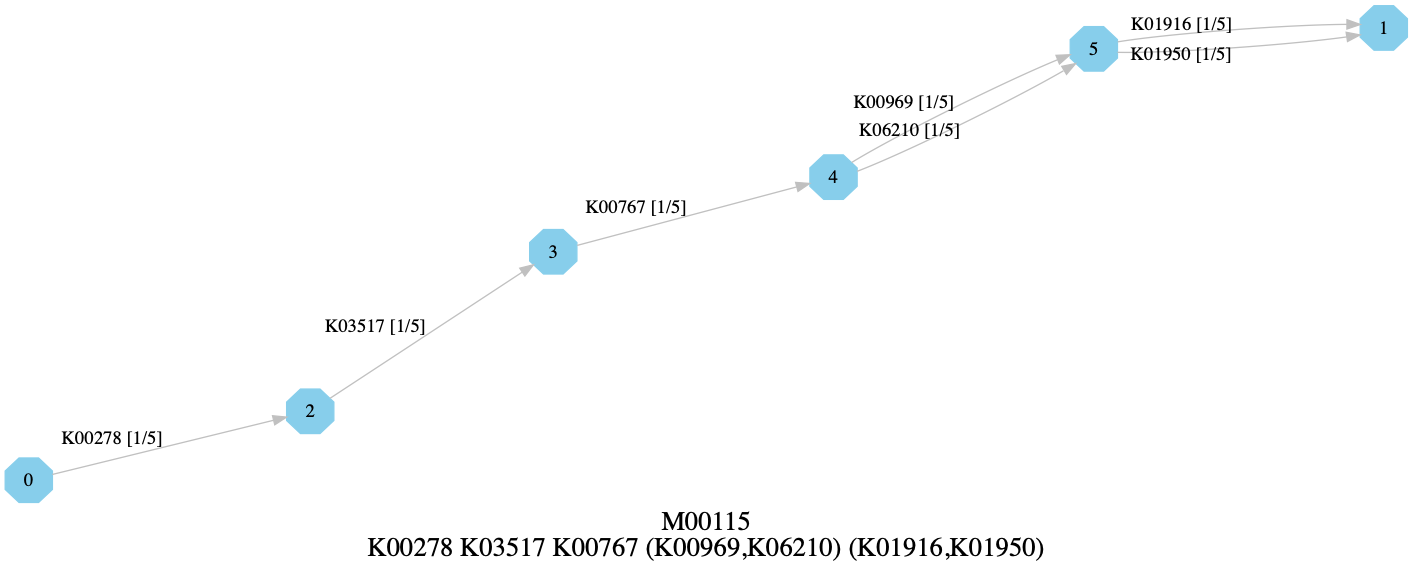 K01916 [1/5]
1
5
K01950 [1/5]
K00969 [1/5]
K06210 [1/5]
4
K00767 [1/5]
3
K03517 [1/5]
2
K00278 [1/5]
0
M00115
K00278 K03517 K00767 (K00969,K06210) (K01916,K01950)